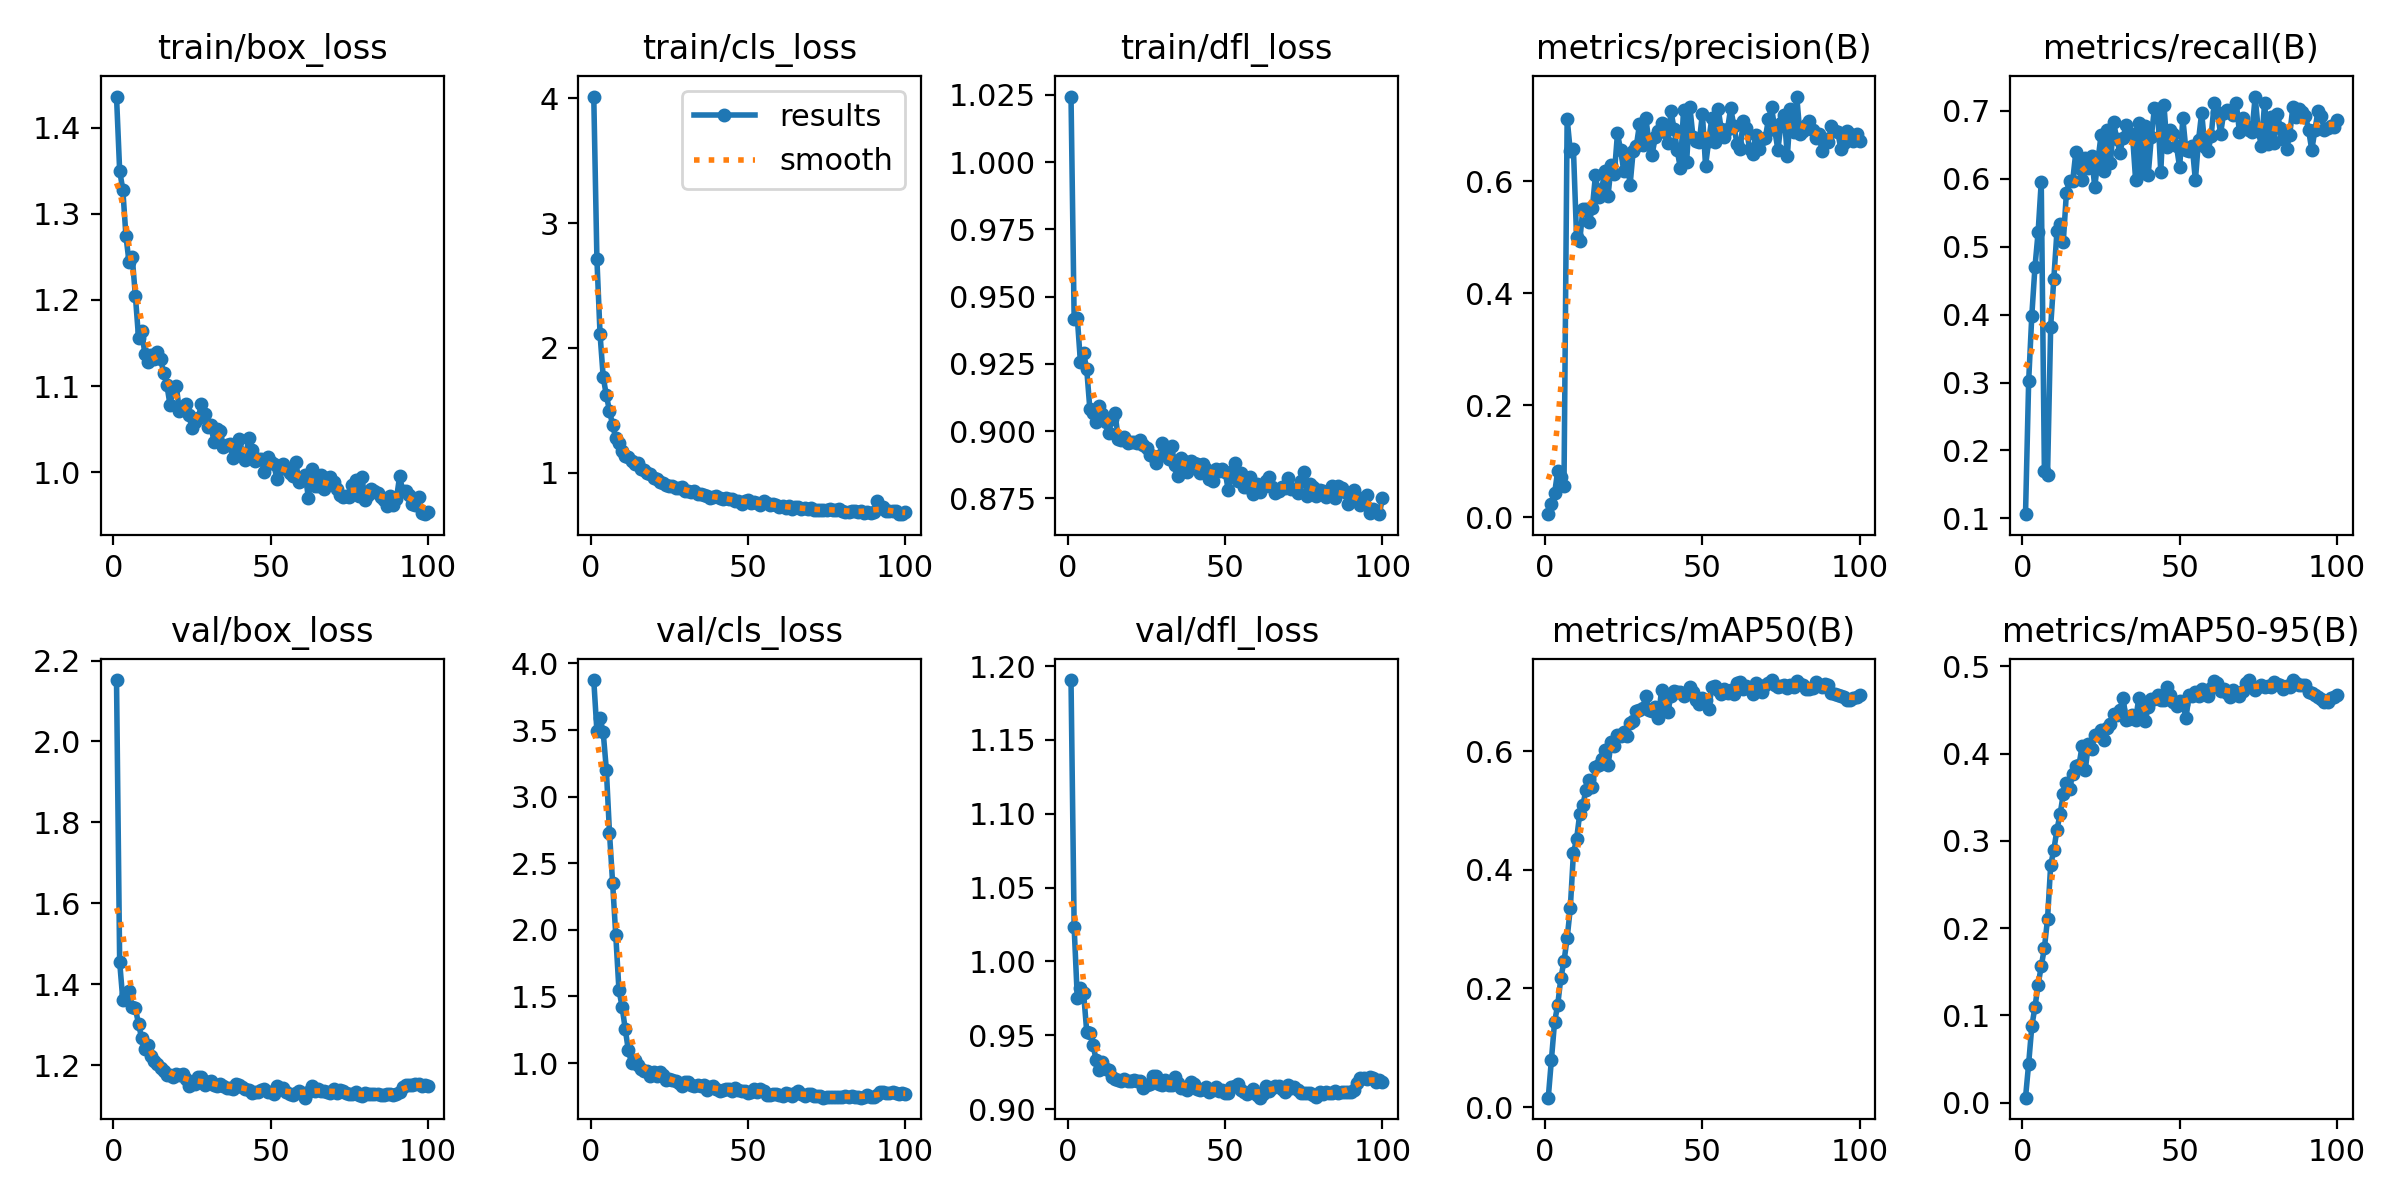 train/box_loss
1.4
1.3
1.2
1.1
1.0
0 50 100
train/cls_loss
results
smooth
4
3
2
1
0 50 100
train/dfl_loss
1.025
1.000
0.975
0.950
0.925
0.900
0.875
0 50 100
metrics/precision(B)
0.6
0.4
0.2
0.0
0 50 100
metrics/recall(B)
0.7
0.6
0.5
0.4
0.3
0.2
0.1
0 50 100
val/box_loss
2.2
2.0
1.8
1.6
1.4
1.2
0 50 100
val/cls_loss
4.0
3.5
3.0
2.5
2.0
1.5
1.0
0 50 100
val/dfl_loss
1.20
1.15
1.10
1.05
1.00
0.95
0.90
0 50 100
metrics/mAP50(B)
0.6
0.4
0.2
0.0
0 50 100
metrics/mAP50-95(B)
0.5
0.4
0.3
0.2
0.1
0.0
0 50 100